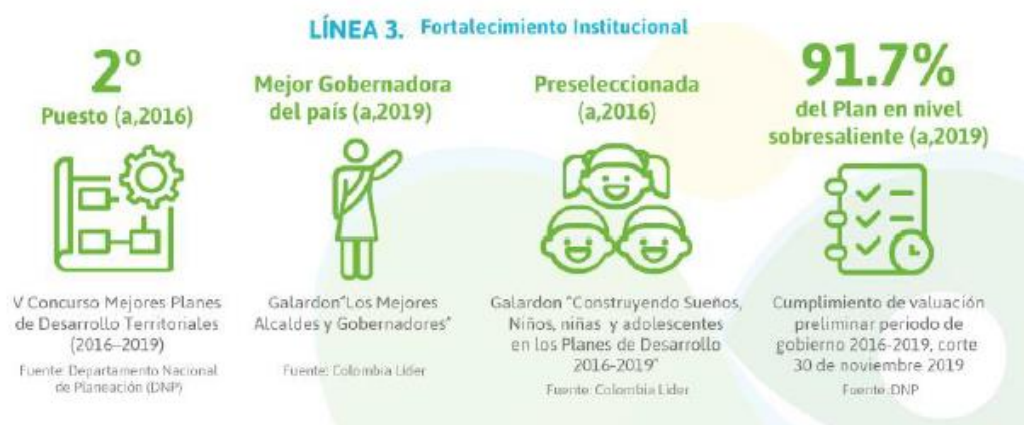 LÍNEA 3. Fortalecimiento Institucional
2º
Puesto (a,2016)
V Concurso Mejores Planes
de Desarrollo Territoriales
(2016–2019)
Fuente: Departamento Nacional
de Planeación (DNP)
Mejor Gobernadora
del país (a,2019)
Galardon"Los Mejores
Alcaldes y Gobernadores"
Fuente: Colombia Lider
Preseleccionada
(a,2016)
Galardon "Construyendo Sueños,
Niños, niñas y adolescentes
en los Planes de Desarrollo
2016-2019"
Fuente: Colombia Lider
91.7%
del Plan en nivel
sobresaliente (a,2019)
Cumplimiento de valuación
preliminar periodo de
gobierno 2016-2019, corte
30 de noviembre 2019
Fuente: DNP